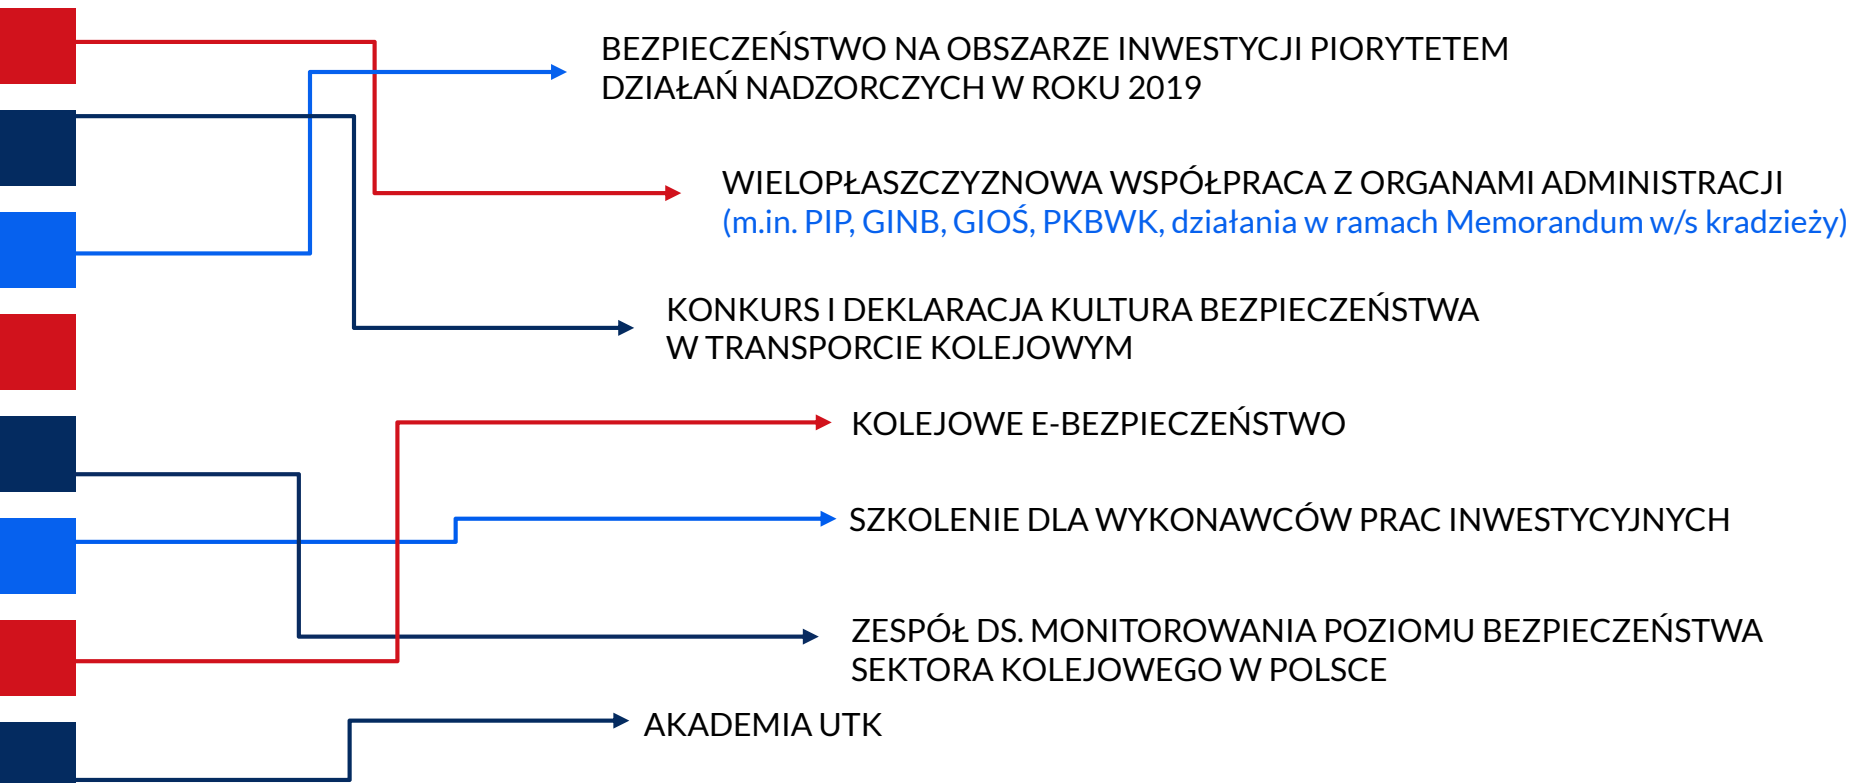 BEZPIECZEŃSTWO NA OBSZARZE INWESTYCJI PIORYTETEM
DZIAŁAŃ NADZORCZYCH W ROKU 2019
WIELOPŁASZCZYZNOWA WSPÓŁPRACA Z ORGANAMI ADMINISTRACJI
(m.in. PIP, GINB, GIOŚ, PKBWK, działania w ramach Memorandum w/s kradzieży)
KONKURS I DEKLARACJA KULTURA BEZPIECZEŃSTWA
W TRANSPORCIE KOLEJOWYM
KOLEJOWE E-BEZPIECZEŃSTWO
SZKOLENIE DLA WYKONAWCÓW PRAC INWESTYCYJNYCH
ZESPÓŁ DS. MONITOROWANIA POZIOMU BEZPIECZEŃSTWA
SEKTORA KOLEJOWEGO W POLSCE
AKADEMIA UTK